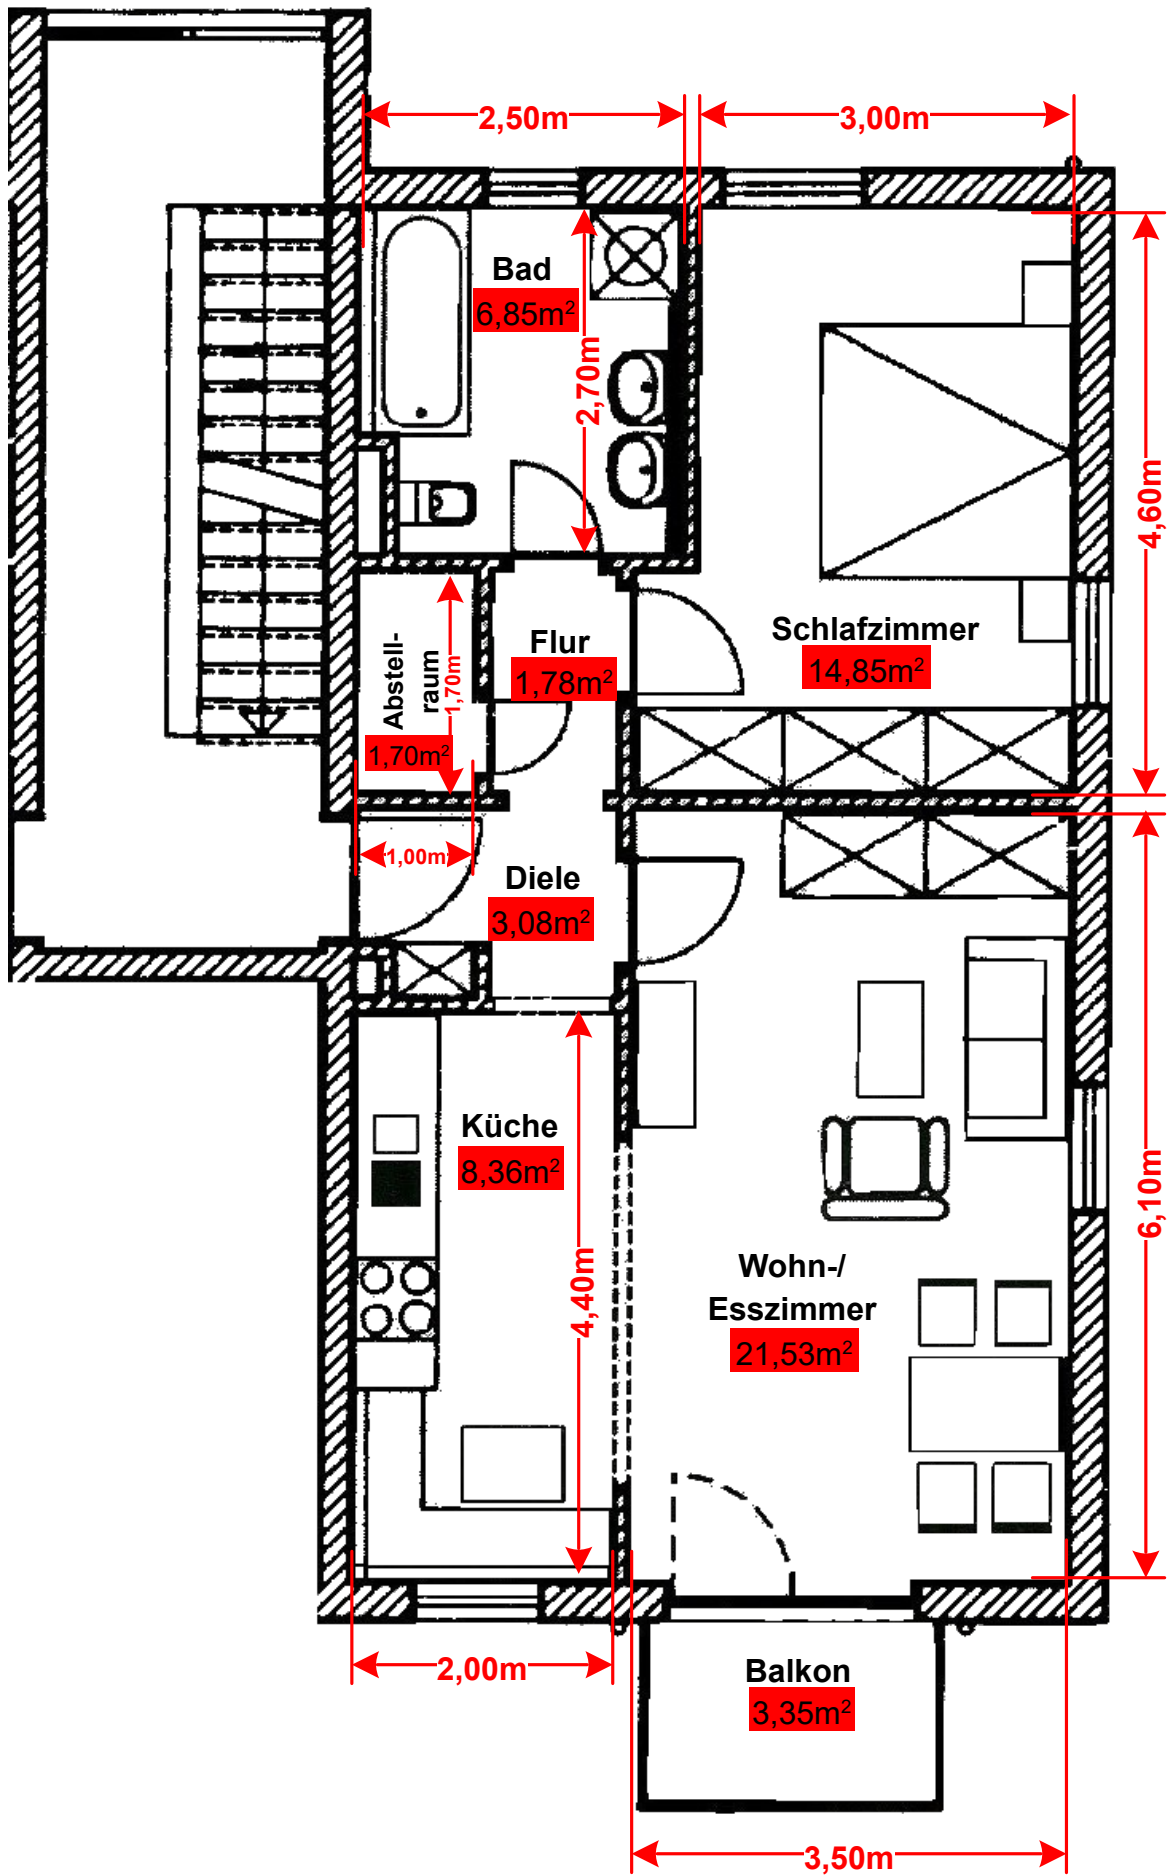 2,50m
3,00m
Bad
6,85m²
2,70m
4,60m
Schlafzimmer
14,85m²
Flur
1,78m²
Abstell-
raum
1,70m
1,70m²
1,00m
Diele
3,08m²
Küche
8,36m²
4,40m
6,10m
Wohn-/
Esszimmer
21,53m²
2,00m
Balkon
3,35m²
3,50m